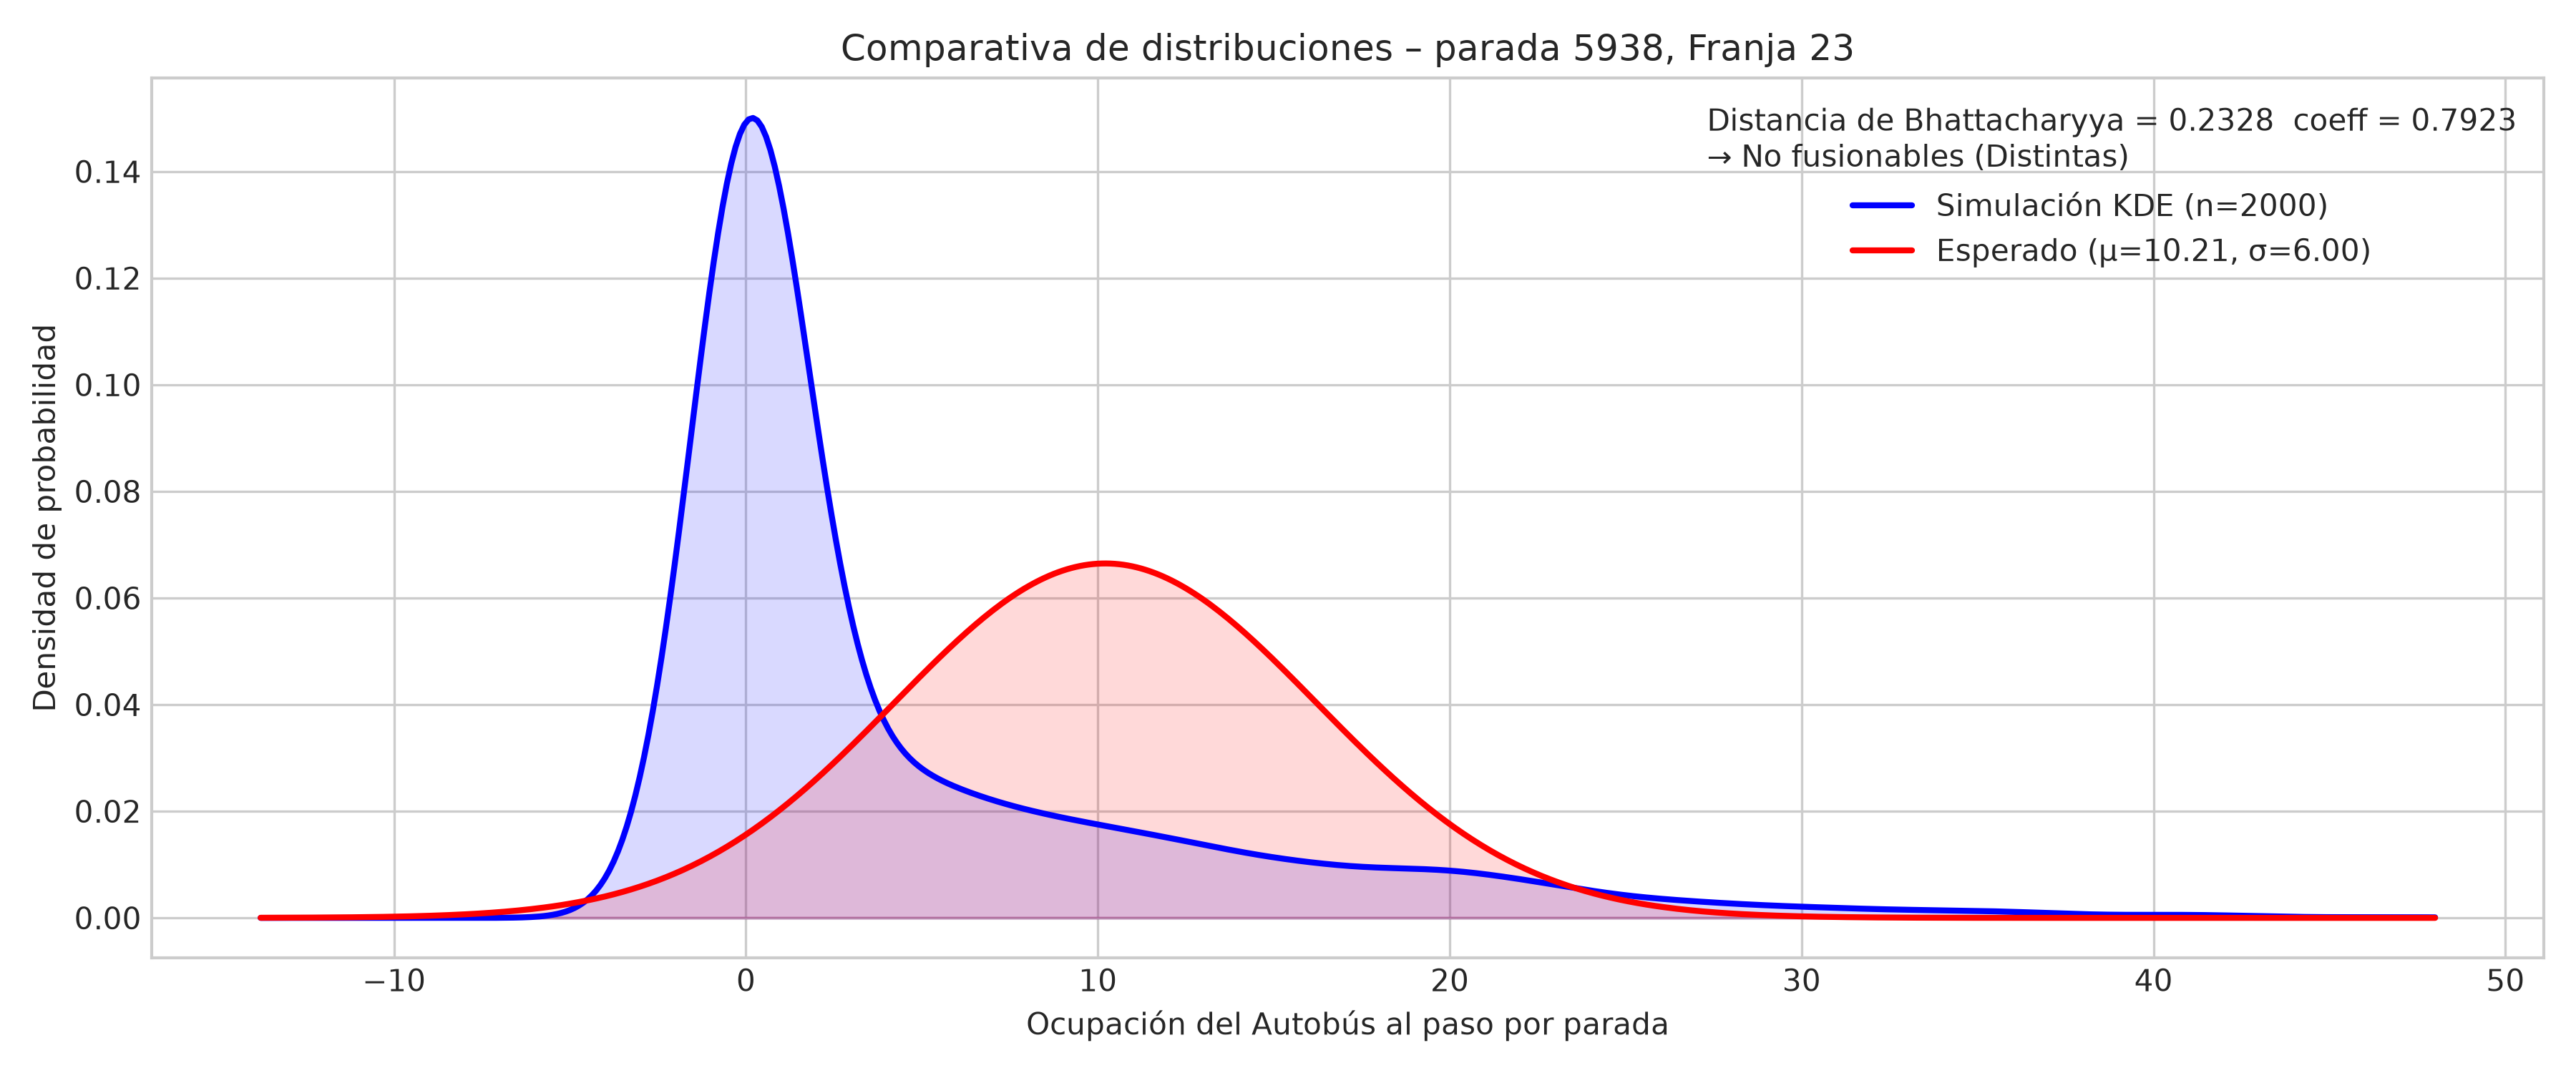 Comparativa de distribuciones – parada 5938, Franja 23
Distancia de Bhattacharyya = 0.2328  coeff = 0.7923
→ No fusionables (Distintas)
Simulación KDE (n=2000)
Esperado (μ=10.21, σ=6.00)
Densidad de probabilidad
0.14
0.12
0.10
0.08
0.06
0.04
0.02
0.00
−10 0 10 20 30 40 50
Ocupación del Autobús al paso por parada